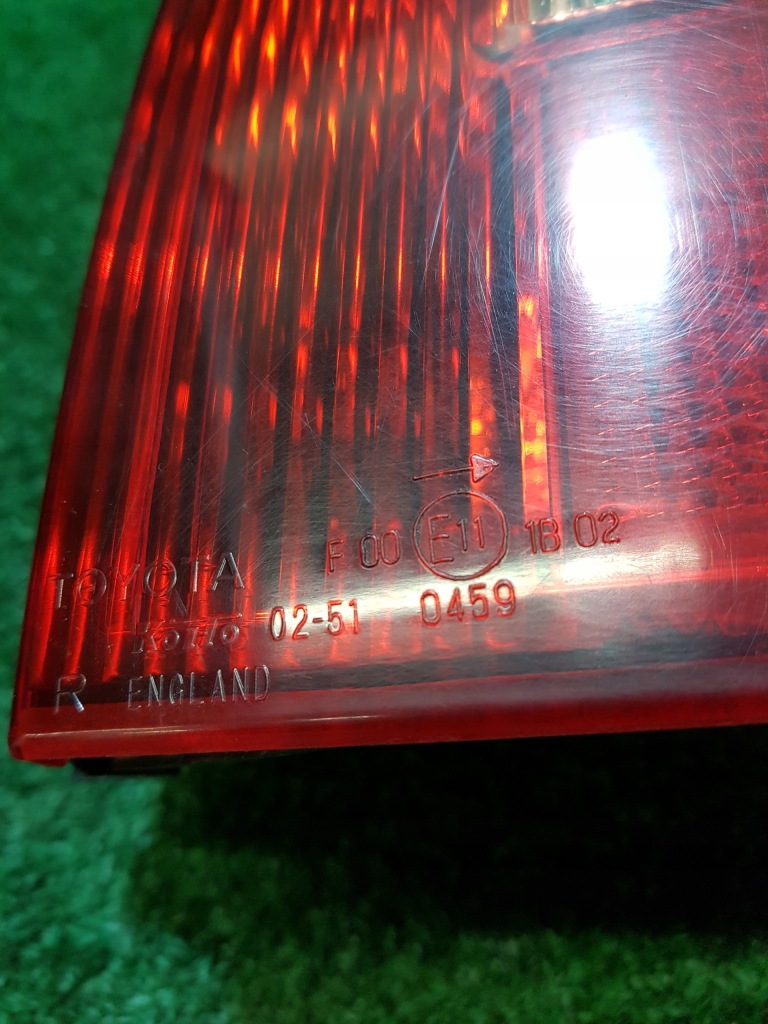 F 00 E11 1B 02
TOYOTA
KOITO 02-51 0459
R ENGLAND